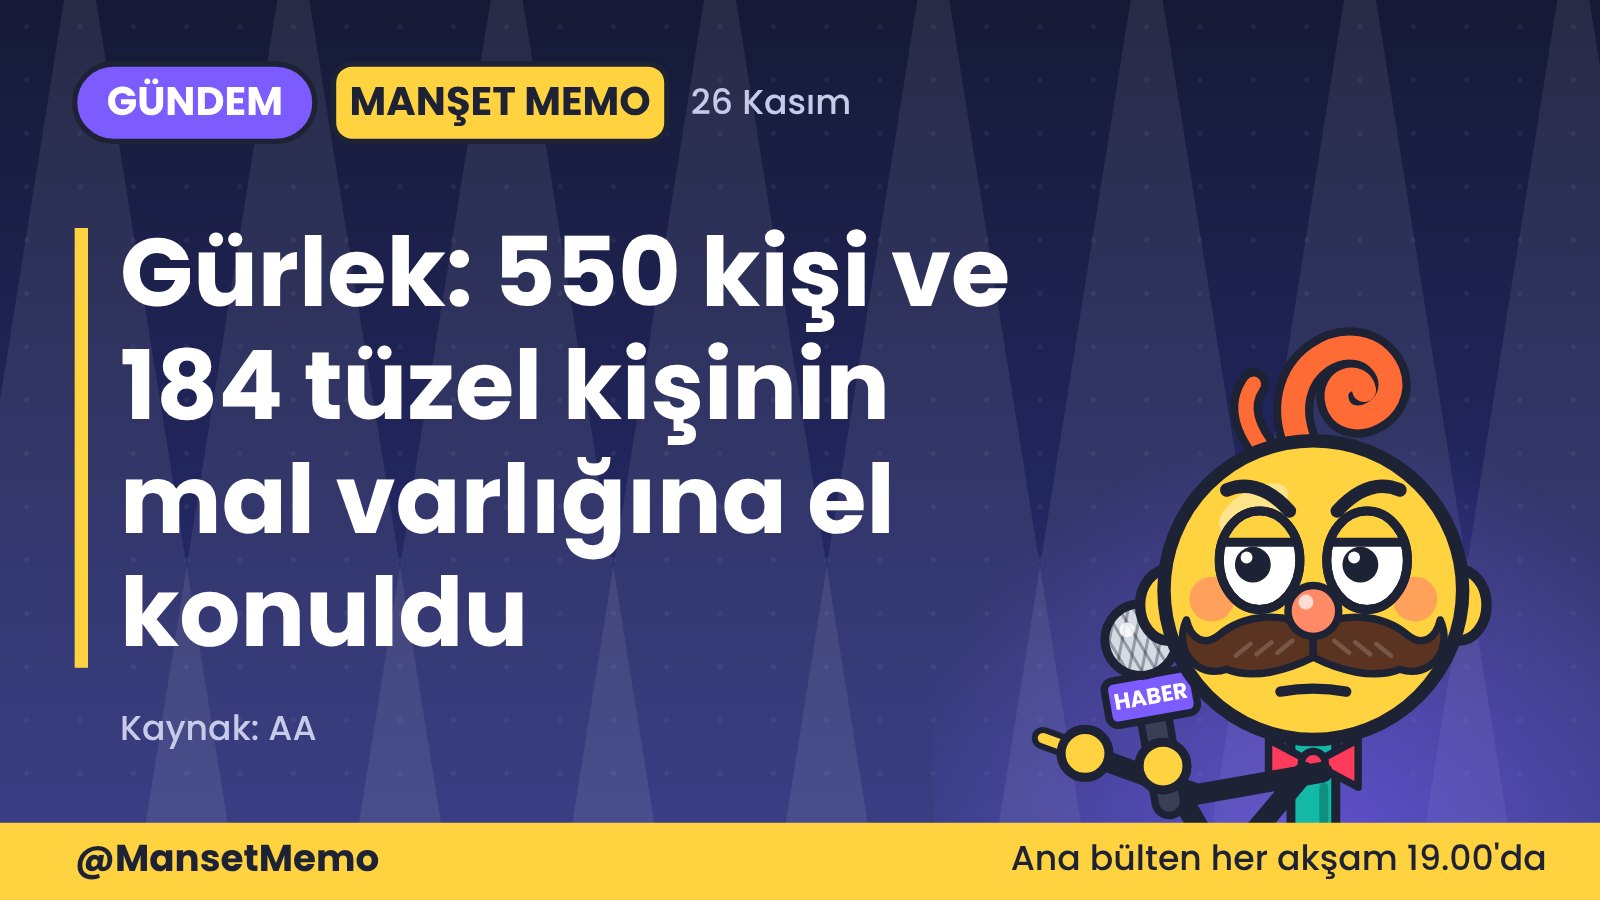 GÜNDEM MANŞET MEMO 26 Kasım
Gürlek: 550 kişi ve
184 tüzel kişinin
mal varlığına el
konuldu
Kaynak: AA
HABER
@MansetMemo Ana bülten her akşam 19.00'da